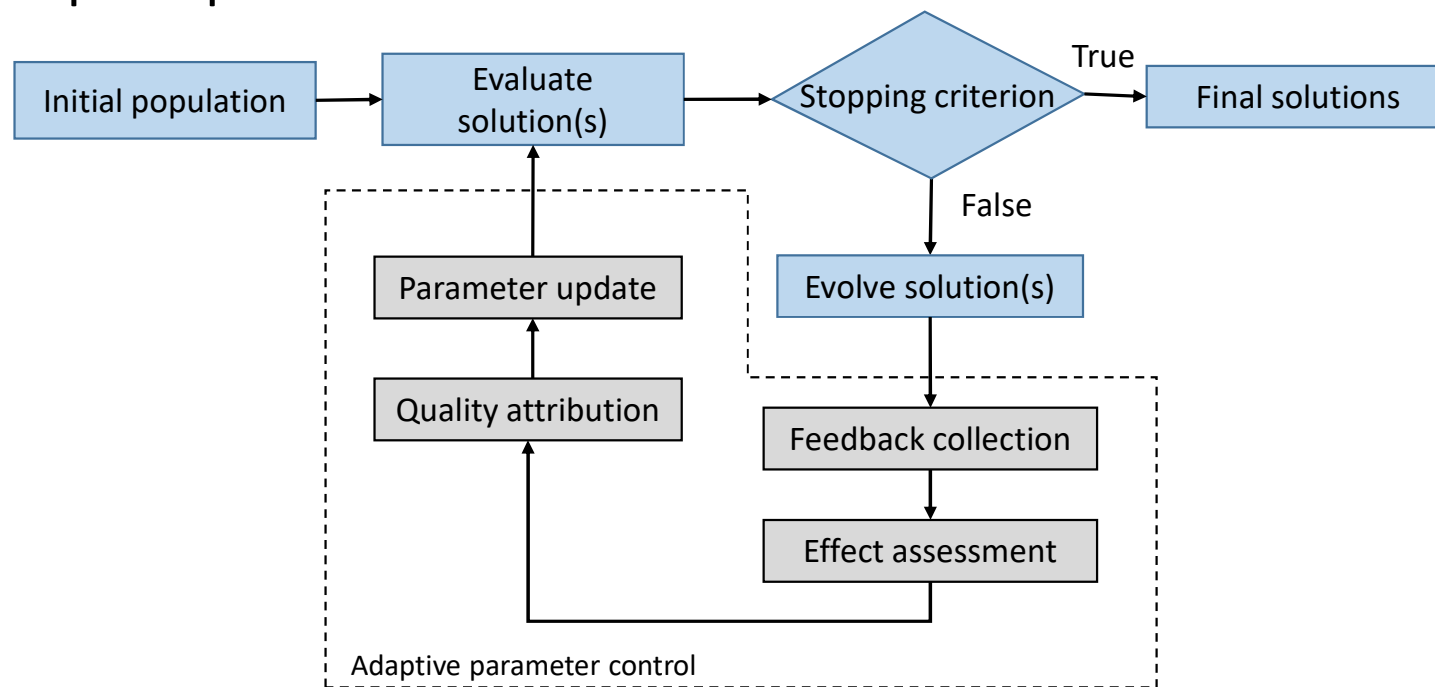 Initial population
Evaluate
solution(s)
Stopping criterion
True
Final solutions
False
Evolve solution(s)
Parameter update
Quality attribution
Feedback collection
Effect assessment
Adaptive parameter control